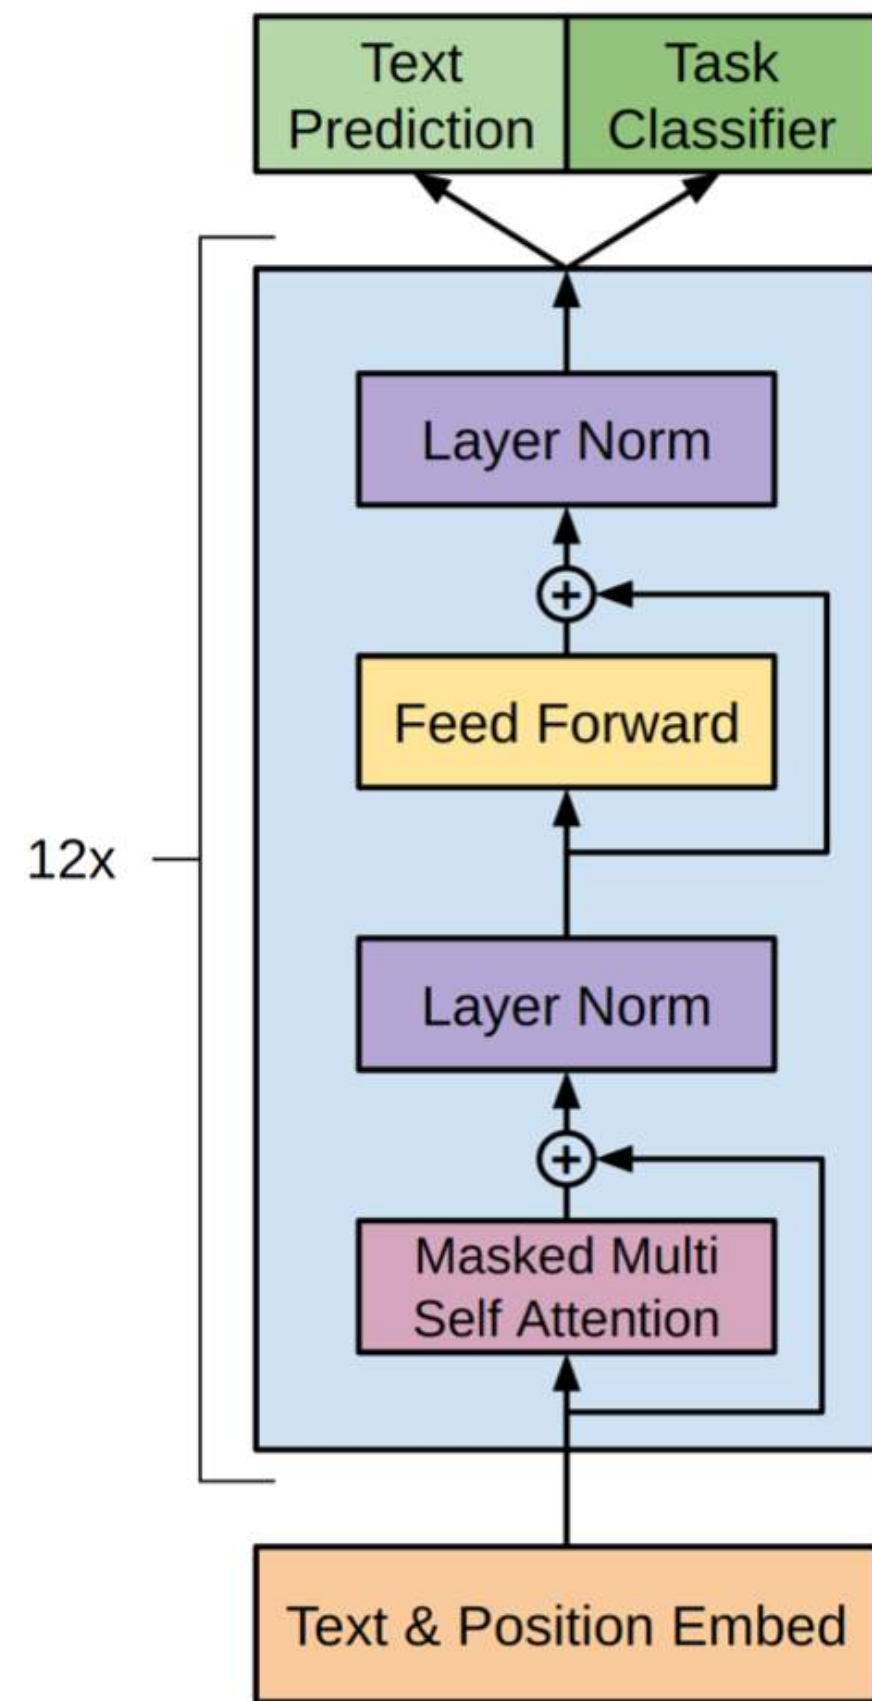 Text
Prediction
Task
Classifier
Layer Norm
+
Feed Forward
12x
Layer Norm
+
Masked Multi
Self Attention
Text & Position Embed